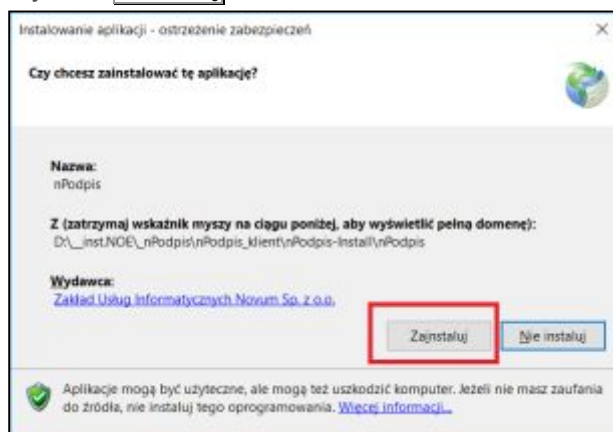 Instalowanie aplikacji - ostrzeżenie zabezpieczeń
Czy chcesz zainstalować tę aplikację?
Nazwa:
nPodpis
Z (zatrzymaj wskaźnik myszy na ciągu poniżej, aby wyświetlić pełną domenę):
D:\__inst.NOE\_nPodpis\nPodpis_klient\nPodpis-Install\nPodpis
Wydawca:
Zakład Usług Informatycznych Novum Sp. z o.o.
Zainstaluj
Nie instaluj
Aplikacje mogą być użyteczne, ale mogą też uszkodzić komputer. Jeżeli nie masz zaufania
do źródła, nie instaluj tego oprogramowania. Więcej informacji...